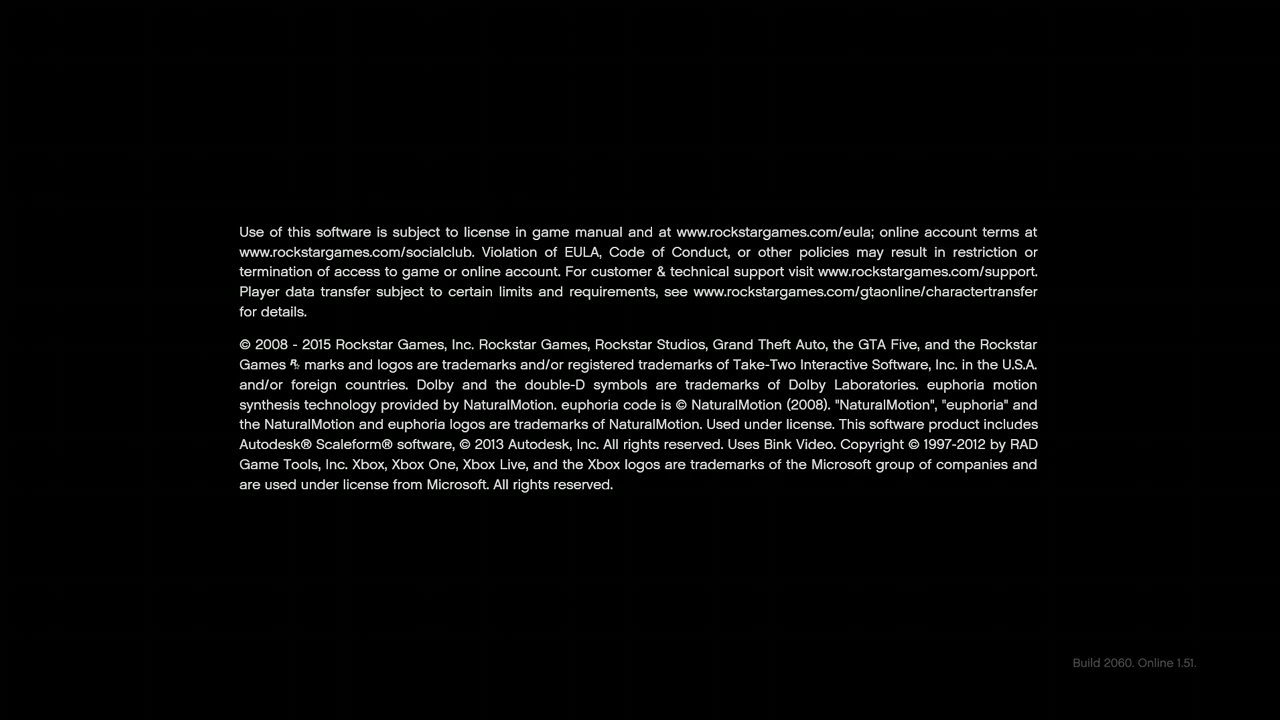 Use of this software is subject to license in game manual and at www.rockstargames.com/eula; online account terms at
www.rockstargames.com/socialclub. Violation of EULA, Code of Conduct, or other policies may result in restriction or
termination of access to game or online account. For customer & technical support visit www.rockstargames.com/support.
Player data transfer subject to certain limits and requirements, see www.rockstargames.com/gtaonline/charactertransfer
for details.
© 2008 - 2015 Rockstar Games, Inc. Rockstar Games, Rockstar Studios, Grand Theft Auto, the GTA Five, and the Rockstar
Games R* marks and logos are trademarks and/or registered trademarks of Take-Two Interactive Software, Inc. in the U.S.A.
and/or foreign countries. Dolby and the double-D symbols are trademarks of Dolby Laboratories. euphoria motion
synthesis technology provided by NaturalMotion. euphoria code is © NaturalMotion (2008). "NaturalMotion", "euphoria" and
the NaturalMotion and euphoria logos are trademarks of NaturalMotion. Used under license. This software product includes
Autodesk® Scaleform® software, © 2013 Autodesk, Inc. All rights reserved. Uses Bink Video. Copyright © 1997-2012 by RAD
Game Tools, Inc. Xbox, Xbox One, Xbox Live, and the Xbox logos are trademarks of the Microsoft group of companies and
are used under license from Microsoft. All rights reserved.
Build 2060. Online 1.51.